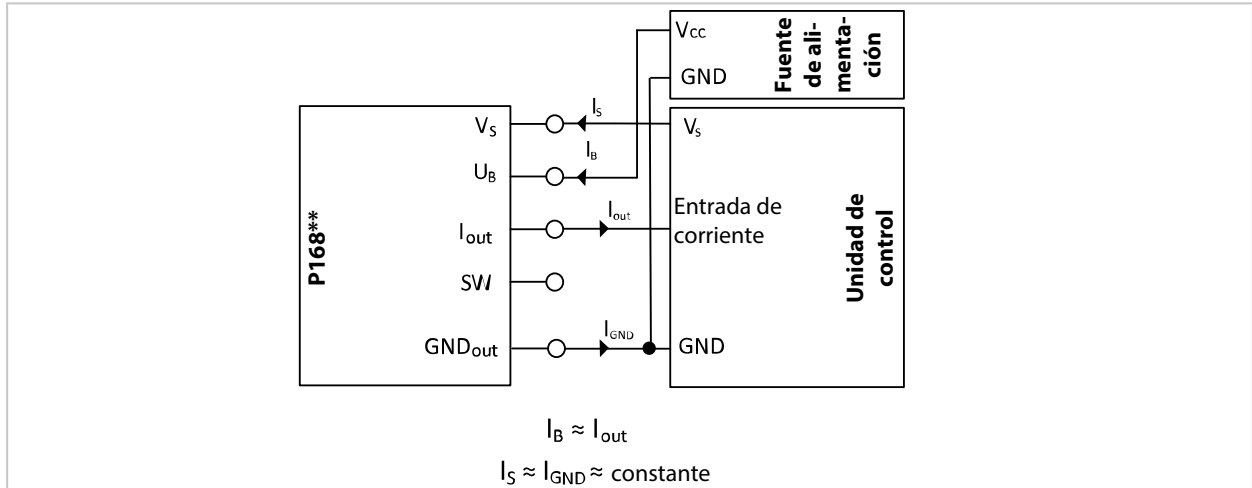 Vcc
GND
Fuente
de ali-
menta-
ción
P168**
VS
UB
Iout
SW
GNDout
IS
IB
Iout
IGND
Vs
Entrada de
corriente
GND
Unidad de
control
IB ≈ Iout
IS ≈ IGND ≈ constante